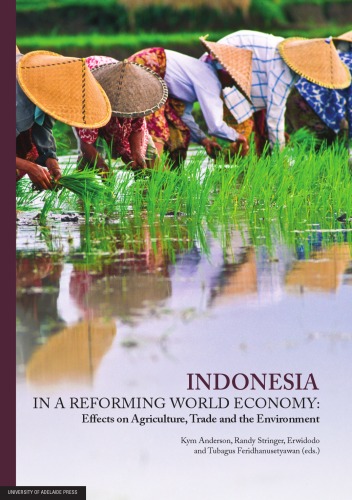 INDONESIA
IN A REFORMING WORLD ECONOMY:
Effects on Agriculture, Trade and the Environment
Kym Anderson, Randy Stringer, Erwidodo
and Tubagus Feridhanusetyawan (eds.)
UNIVERSITY OF ADELAIDE PRESS